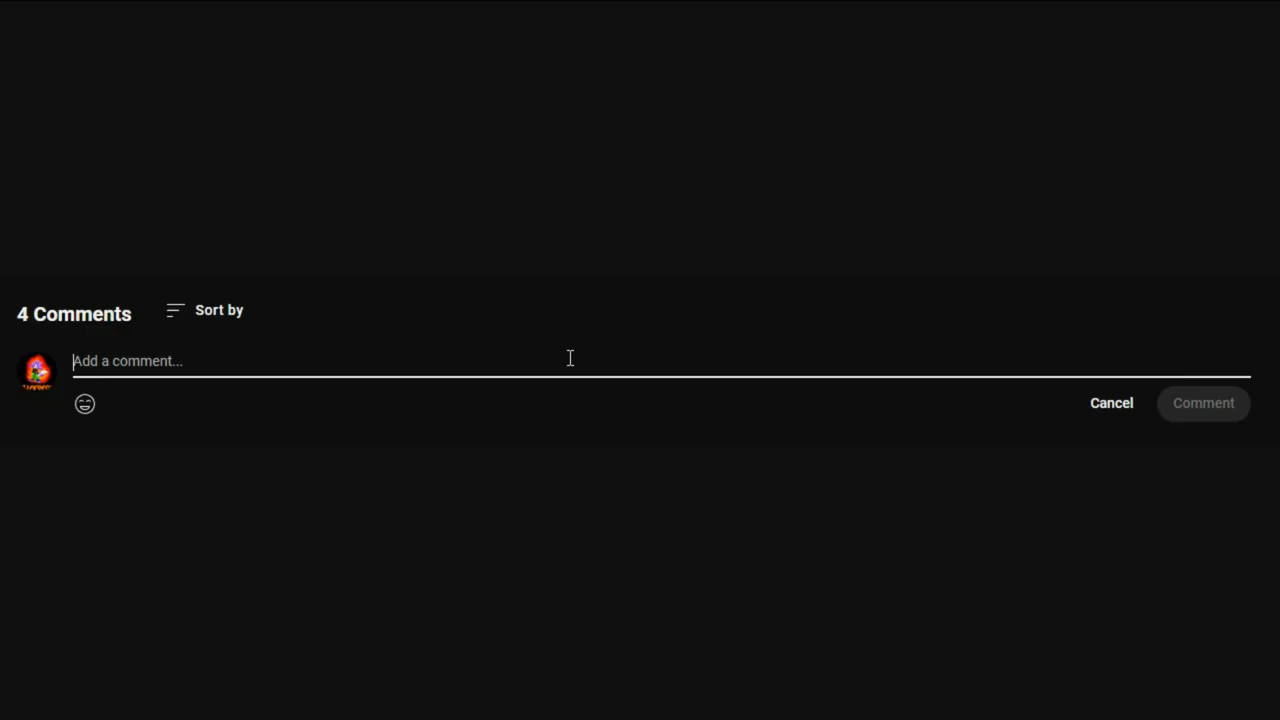 4 Comments
Sort by
Add a comment...
Cancel
Comment